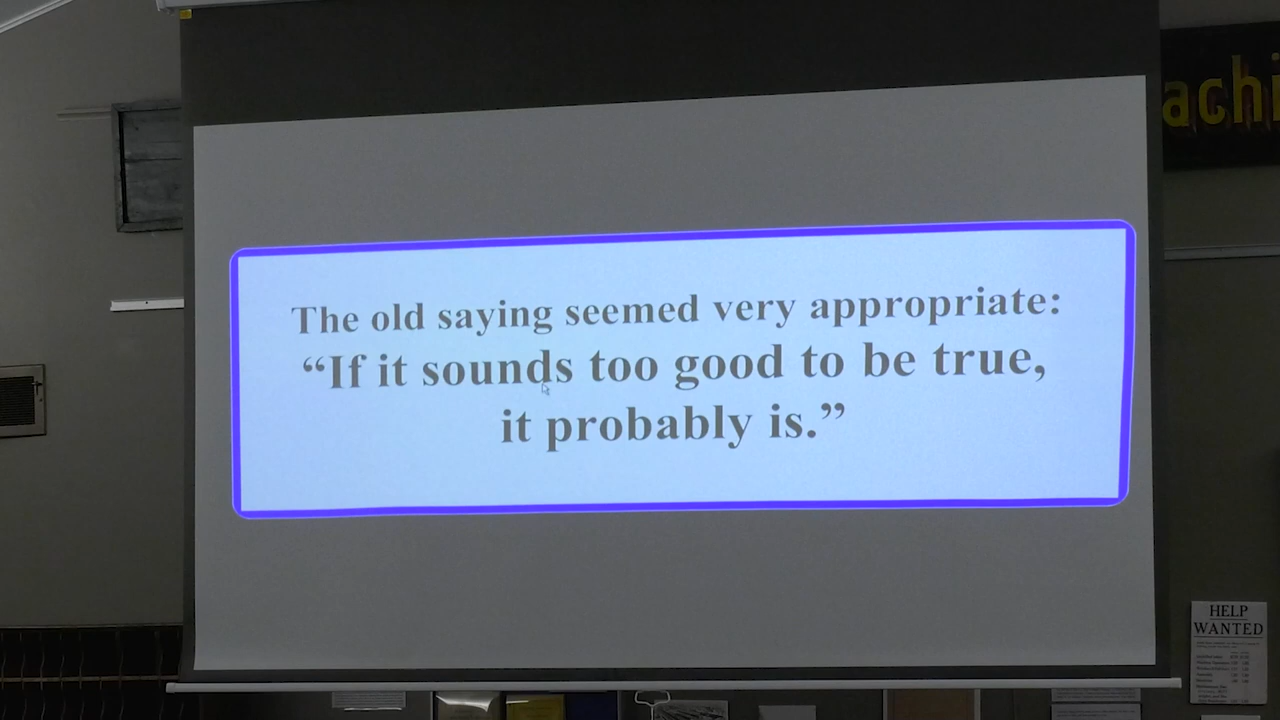 achi
The old saying seemed very appropriate:
“If it sounds too good to be true,
it probably is.”
HELP
WANTED